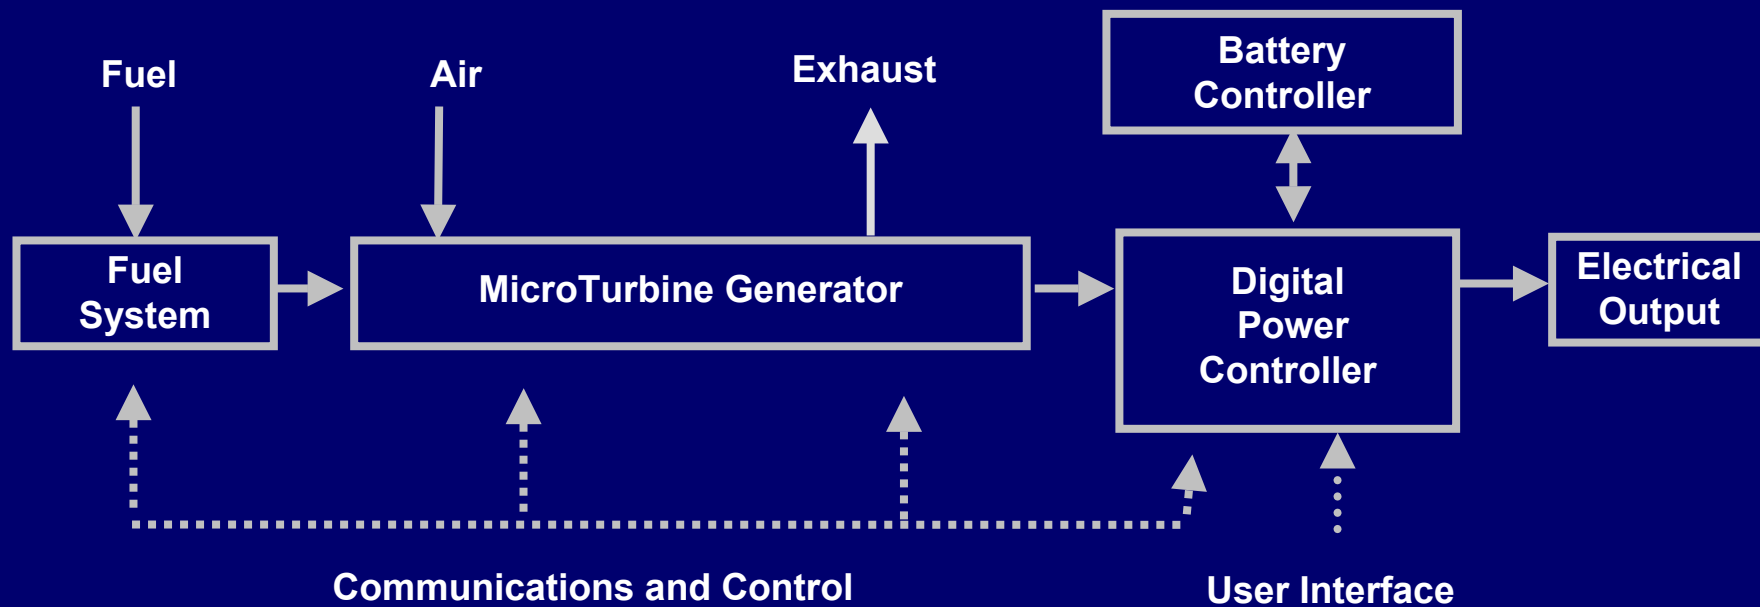 Fuel
Air
Exhaust
Battery
Controller
Fuel
System
MicroTurbine Generator
Digital
Power
Controller
Electrical
Output
Communications and Control
User Interface